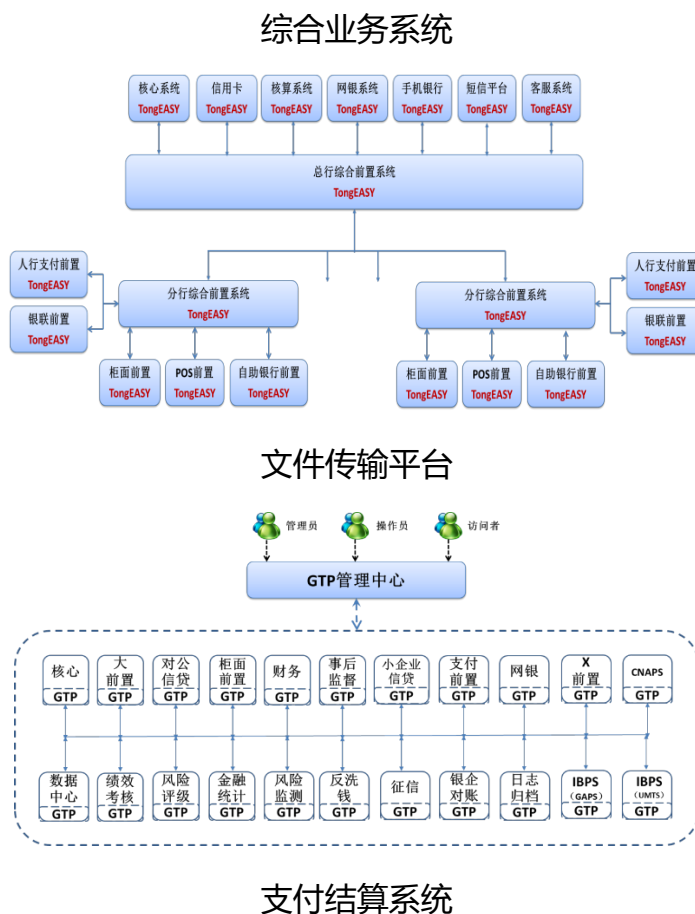 综合业务系统
核心系统
TongEASY
信用卡
TongEASY
核算系统
TongEASY
网银系统
TongEASY
手机银行
TongEASY
短信平台
TongEASY
客服系统
TongEASY
总行综合前置系统
TongEASY
人行支付前置
TongEASY
银联前置
TongEASY
分行综合前置系统
TongEASY
分行综合前置系统
TongEASY
人行支付前置
TongEASY
银联前置
TongEASY
柜面前置
TongEASY
POS前置
TongEASY
自助银行前置
TongEASY
柜面前置
TongEASY
POS前置
TongEASY
自助银行前置
TongEASY
文件传输平台
管理员
操作员
访问者
GTP管理中心
核心
GTP
大
前置
GTP
对公
信贷
GTP
柜面
前置
GTP
财务
GTP
事后
监督
GTP
小企业
信贷
GTP
支付
前置
GTP
网银
GTP
X
前置
GTP
CNAPS
GTP
数据
中心
GTP
绩效
考核
GTP
风险
评级
GTP
金融
统计
GTP
风险
监测
GTP
反洗
钱
GTP
征信
GTP
银企
对账
GTP
日志
归档
GTP
IBPS
（GAPS）
GTP
IBPS
（UMTS）
GTP
支付结算系统